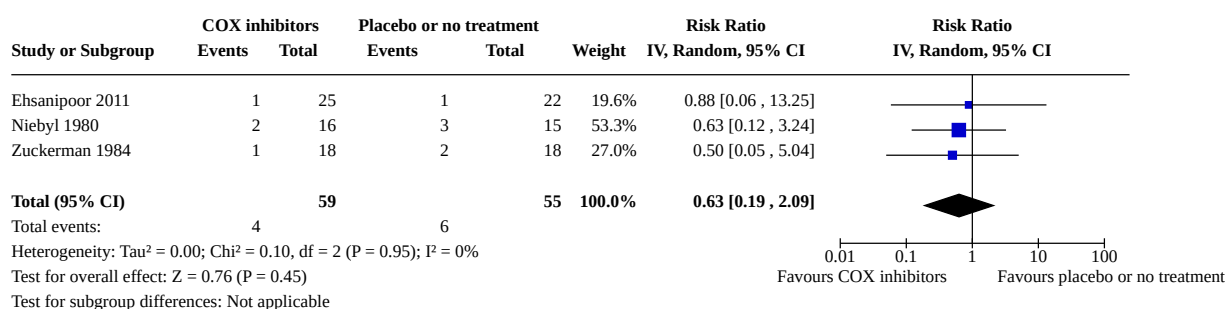 COX inhibitors Placebo or no treatment Risk Ratio Risk Ratio
Study or Subgroup Events Total Events Total Weight IV, Random, 95% CI IV, Random, 95% CI
Ehsanipoor 2011 1 25 1 22 19.6% 0.88 [0.06 , 13.25]
Niebyl 1980 2 16 3 15 53.3% 0.63 [0.12 , 3.24]
Zuckerman 1984 1 18 2 18 27.0% 0.50 [0.05 , 5.04]
Total (95% CI) 59 55 100.0% 0.63 [0.19 , 2.09]
Total events: 4 6
Heterogeneity: Tau² = 0.00; Chi² = 0.10, df = 2 (P = 0.95); I² = 0%
0.01 0.1 1 10 100
Test for overall effect: Z = 0.76 (P = 0.45)
Favours COX inhibitors Favours placebo or no treatment
Test for subgroup differences: Not applicable